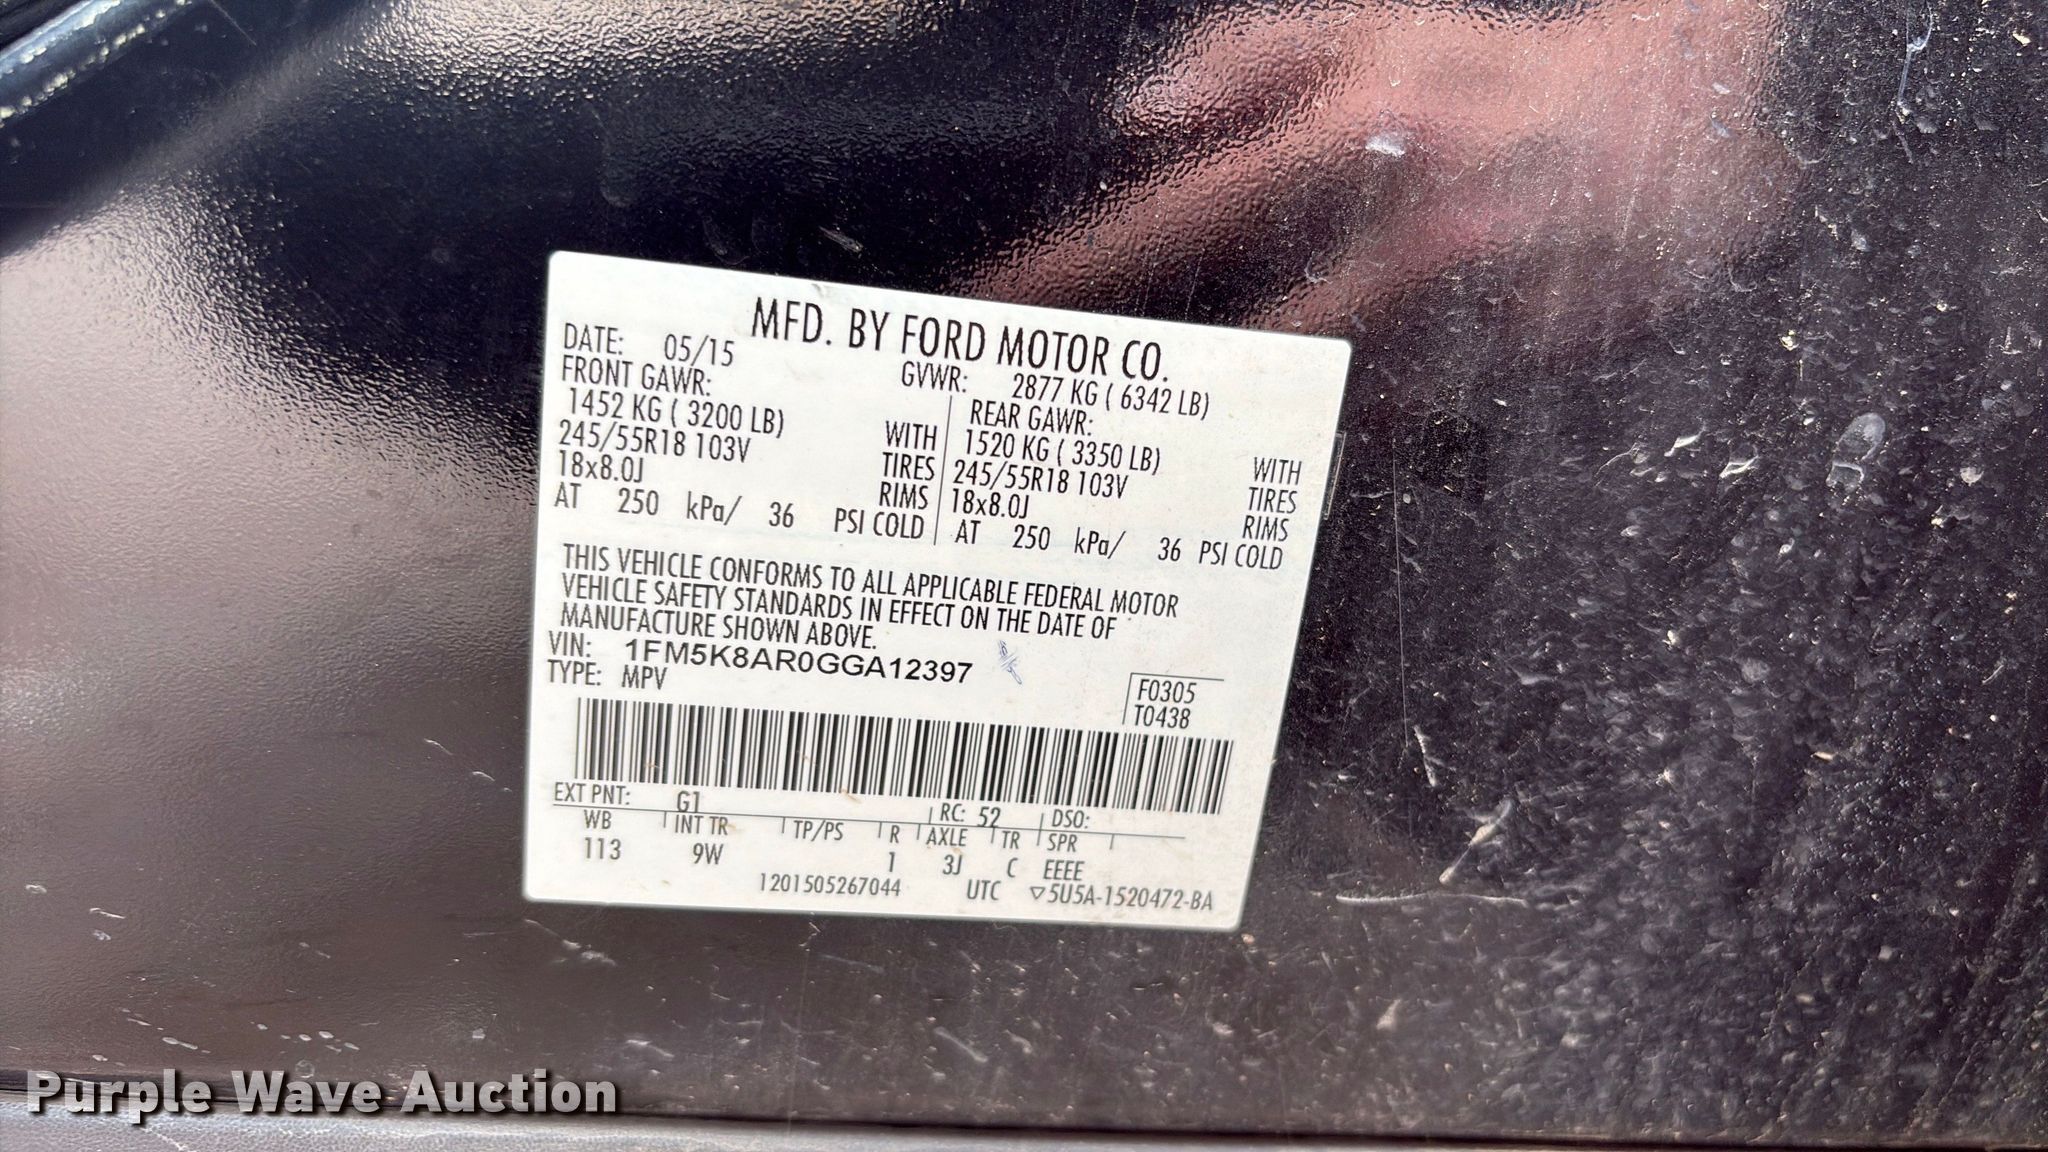 MFD. BY FORD MOTOR CO.
DATE: 05/15
GVWR: 2877 KG ( 6342 LB)
FRONT GAWR:
1452 KG ( 3200 LB) WITH
245/55R18 103V TIRES
18x8.0J RIMS
AT 250 kPa/ 36 PSI COLD
REAR GAWR:
1520 KG ( 3350 LB) WITH
245/55R18 103V TIRES
18x8.0J RIMS
AT 250 kPa/ 36 PSI COLD
THIS VEHICLE CONFORMS TO ALL APPLICABLE FEDERAL MOTOR
VEHICLE SAFETY STANDARDS IN EFFECT ON THE DATE OF
MANUFACTURE SHOWN ABOVE.
VIN: 1FM5K8AR0GGA12397
TYPE: MPV
F0305
T0438
EXT PNT: G1 RC: 52 DSO:
WB INT TR TP/PS R AXLE TR SPR
113 9W 1 3J C EEEE
1201505267044 UTC ▽5U5A-1520472-BA
Purple Wave Auction